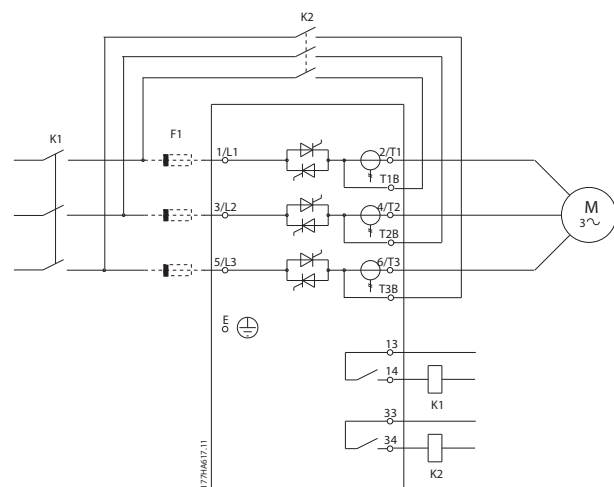 K2
K1
F1
1/L1
2/T1
T1B
3/L2
4/T2
T2B
5/L3
6/T3
T3B
M
3~
E
13
14
K1
33
34
K2
177HA617.11